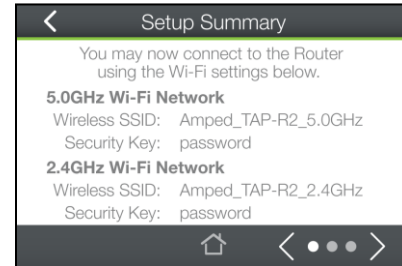 Setup Summary
You may now connect to the Router
using the Wi-Fi settings below.
5.0GHz Wi-Fi Network
Wireless SSID: Amped_TAP-R2_5.0GHz
Security Key: password
2.4GHz Wi-Fi Network
Wireless SSID: Amped_TAP-R2_2.4GHz
Security Key: password